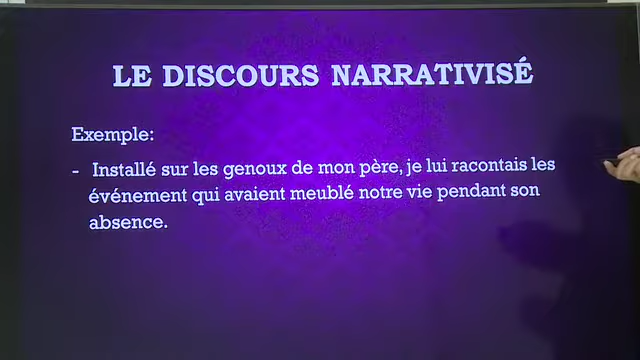 LE DISCOURS NARRATIVISÉ
Exemple:
- Installé sur les genoux de mon père, je lui racontais les
événement qui avaient meublé notre vie pendant son
absence.